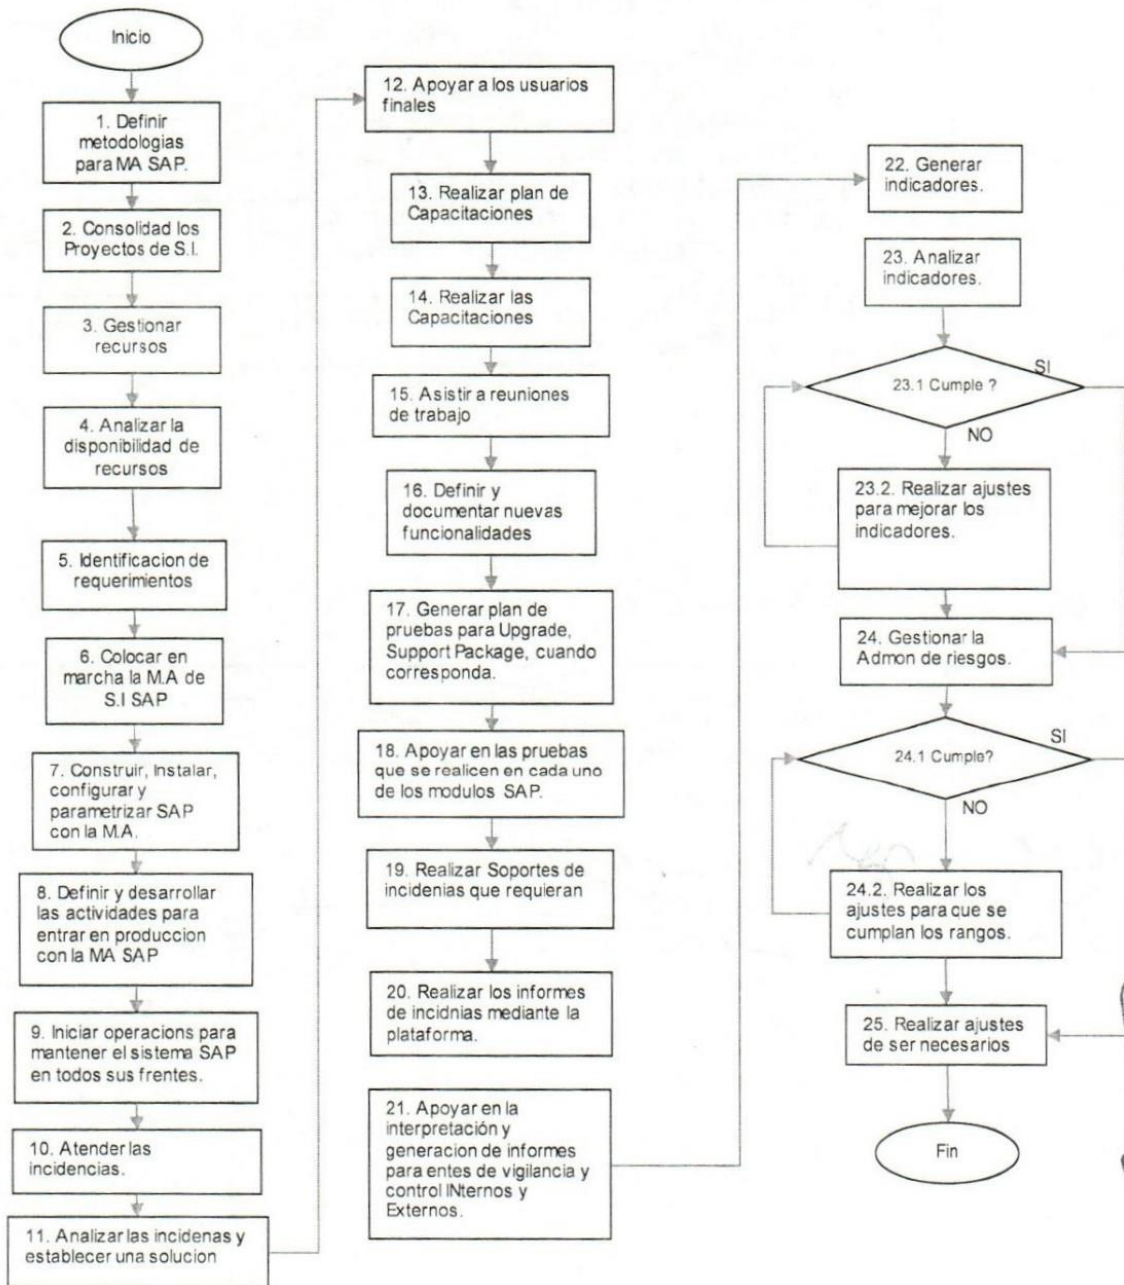 Inicio
1. Definir
metodologias
para MA SAP.
2. Consolidad los
Proyectos de S.I.
3. Gestionar
recursos
4. Analizar la
disponibilidad de
recursos
5. Identificacion de
requerimientos
6. Colocar en
marcha la M.A de
S.I SAP
7. Construir, Instalar,
configurar y
parametrizar SAP
con la M.A.
8. Definir y desarrollar
las actividades para
entrar en produccion
con la MA SAP
9. Iniciar operacions para
mantener el sistema SAP
en todos sus frentes.
10. Atender las
incidencias.
11. Analizar las incidenas y
establecer una solucion
12. Apoyar a los usuarios
finales
13. Realizar plan de
Capacitaciones
14. Realizar las
Capacitaciones
15. Asistir a reuniones
de trabajo
16. Definir y
documentar nuevas
funcionalidades
17. Generar plan de
pruebas para Upgrade,
Support Package, cuando
corresponda.
18. Apoyar en las pruebas
que se realicen en cada uno
de los modulos SAP.
19. Realizar Soportes de
incidenias que requieran
20. Realizar los informes
de incidnias mediante la
plataforma.
21. Apoyar en la
interpretación y
generacion de informes
para entes de vigilancia y
control INternos y
Externos.
22. Generar
indicadores.
23. Analizar
indicadores.
SI
23.1 Cumple ?
NO
23.2. Realizar ajustes
para mejorar los
indicadores.
24. Gestionar la
Admon de riesgos.
SI
24.1 Cumple?
NO
24.2. Realizar los
ajustes para que se
cumplan los rangos.
25. Realizar ajustes
de ser necesarios
Fin